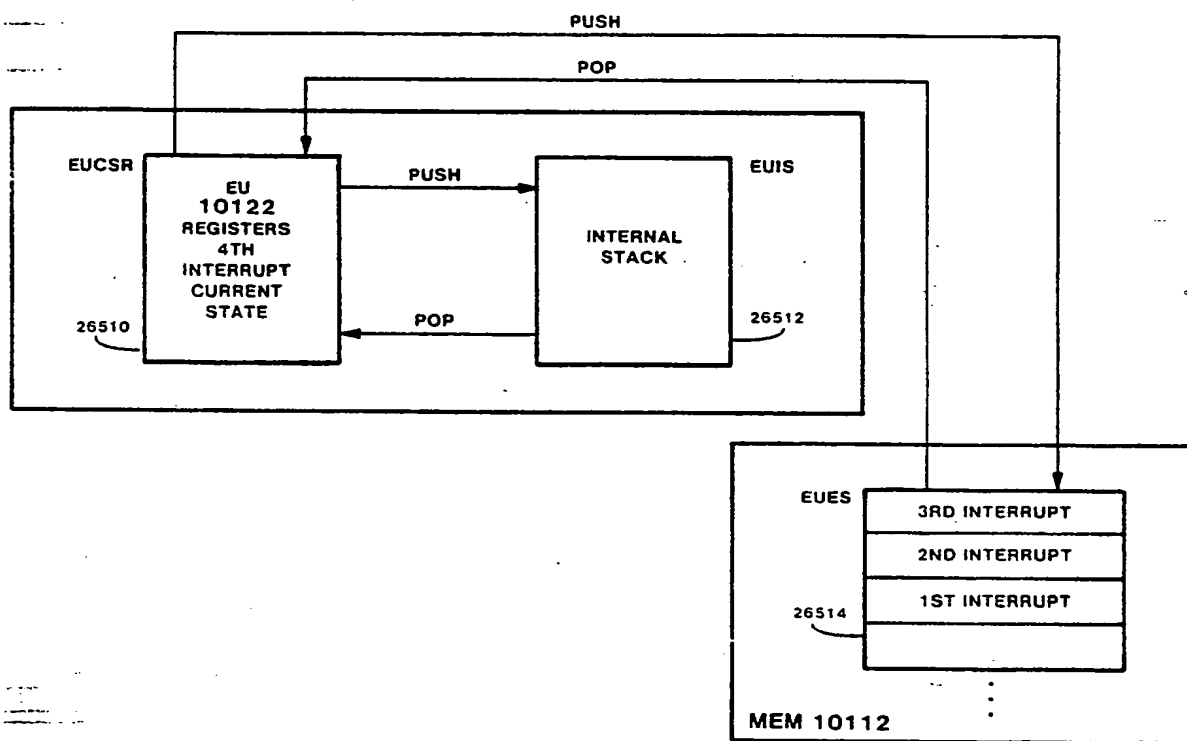 PUSH
POP
EUCSR
EU
10122
REGISTERS
4TH
INTERRUPT
CURRENT
STATE
26510
PUSH
POP
EUIS
INTERNAL
STACK
26512
EUES
3RD INTERRUPT
2ND INTERRUPT
1ST INTERRUPT
26514
MEM 10112